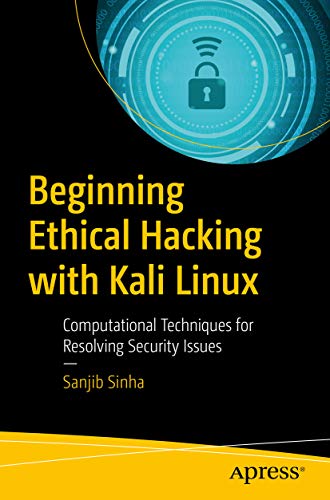 Beginning
Ethical Hacking
with Kali Linux
Computational Techniques for
Resolving Security Issues
—
Sanjib Sinha
Apress®